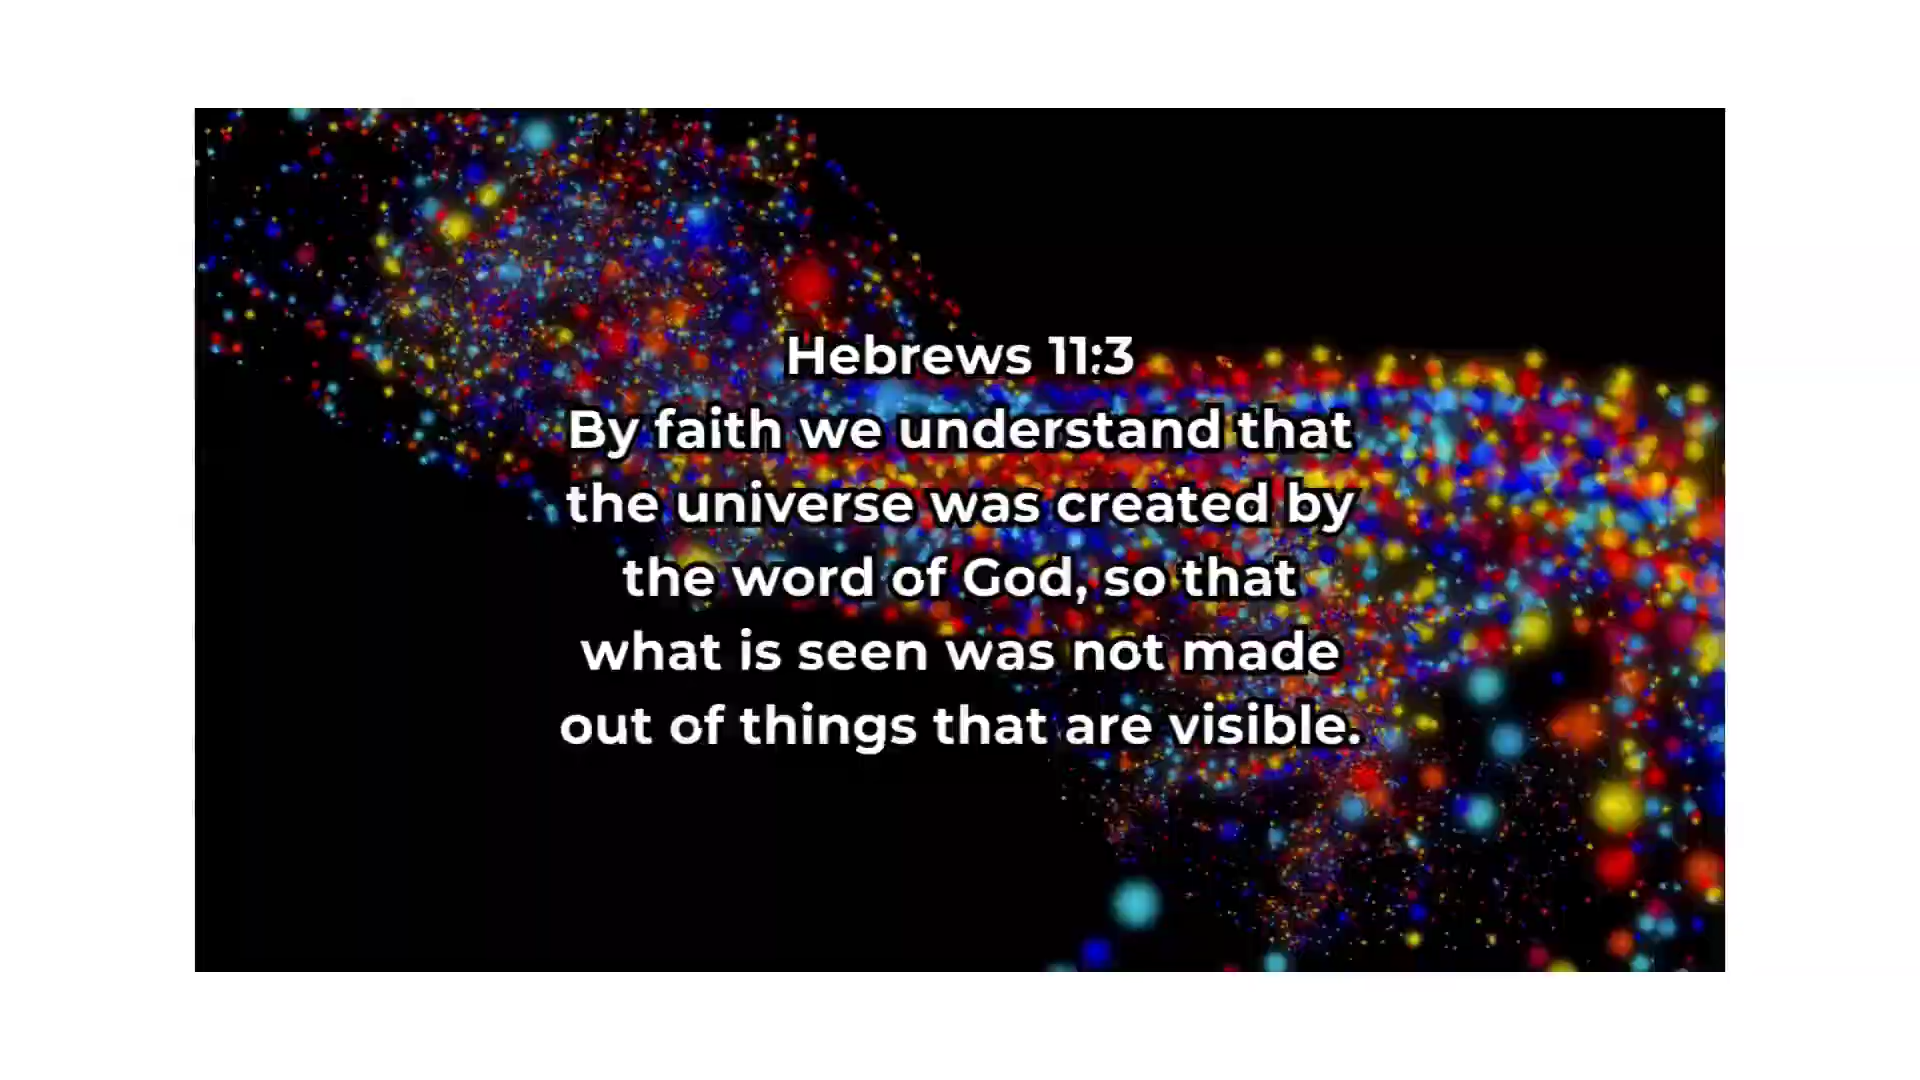 Hebrews 11:3
By faith we understand that
the universe was created by
the word of God, so that
what is seen was not made
out of things that are visible.